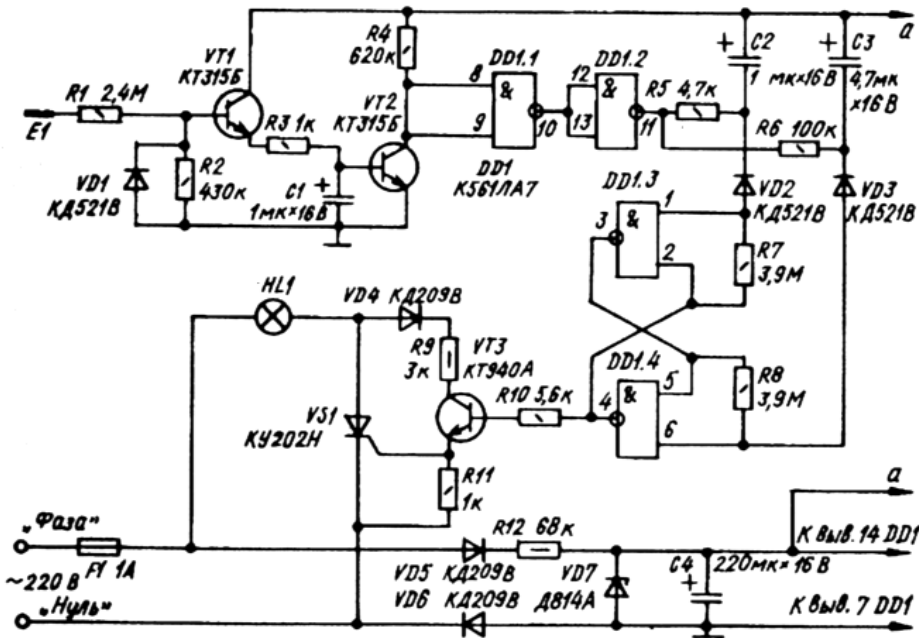 a
R4
620к
C2
1 мк×16В
C3
4,7мк
×16В
VT1
КТ315Б
DD1.1
DD1.2
R1 2,4М
E1
VT2
КТ315Б
8
9
&
10
12
13
&
11
R5 4,7к
R6
100к
R3 1к
DD1
К561ЛА7
VD1
КД521В
R2
430к
C1
1мк×16В
DD1.3
VD2
КД521В
VD3
КД521В
3
&
1
2
R7
3,9М
HL1
VD4 КД209В
R9
3к
VT3
КТ940А
DD1.4
R10 5,6к
4
&
5
6
R8
3,9М
VS1
КУ202Н
R11
1к
a
„Фаза"
F1 1А
R12 68к
К выв. 14 DD1
~220 В
VD5 КД209В
VD6 КД209В
VD7
Д814А
C4
220мк×16 В
„Нуль"
К выв. 7 DD1